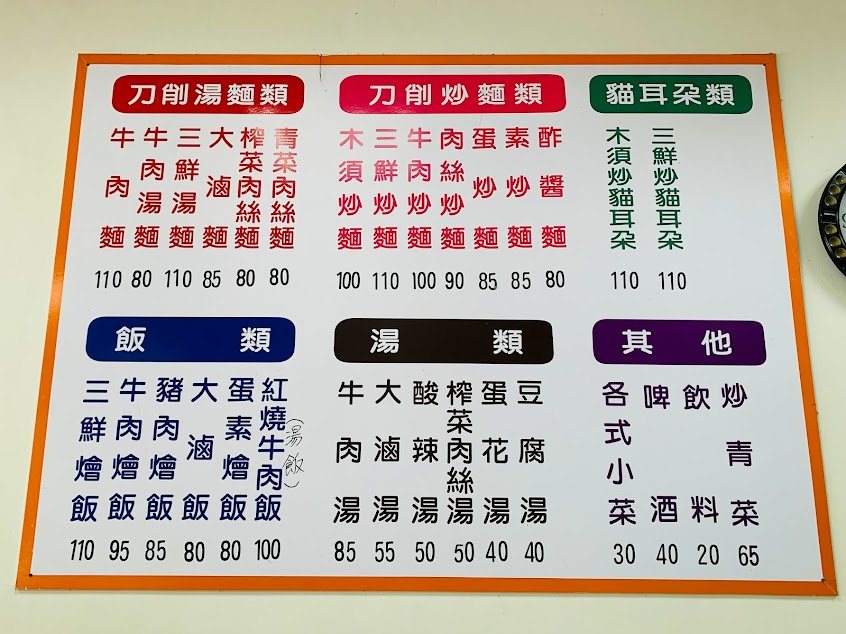 刀削湯麵類
牛肉麵 110
牛肉湯麵 80
三鮮湯麵 110
大滷麵 85
榨菜肉絲麵 80
青菜肉絲麵 80
刀削炒麵類
木須炒麵 100
三鮮炒麵 110
牛肉炒麵 100
肉絲炒麵 90
蛋炒麵 85
素炒麵 85
酢醬麵 80
貓耳朶類
木須炒貓耳朶 110
三鮮炒貓耳朶 110
飯類
三鮮燴飯 110
牛肉燴飯 95
豬肉燴飯 85
大滷飯 80
蛋素燴飯 80
紅燒牛肉飯 100
(湯飯)
湯類
牛肉湯 85
大滷湯 55
酸辣湯 50
榨菜肉絲湯 50
蛋花湯 40
豆腐湯 40
其他
各式小菜 30
啤酒 40
飲料 20
炒青菜 65